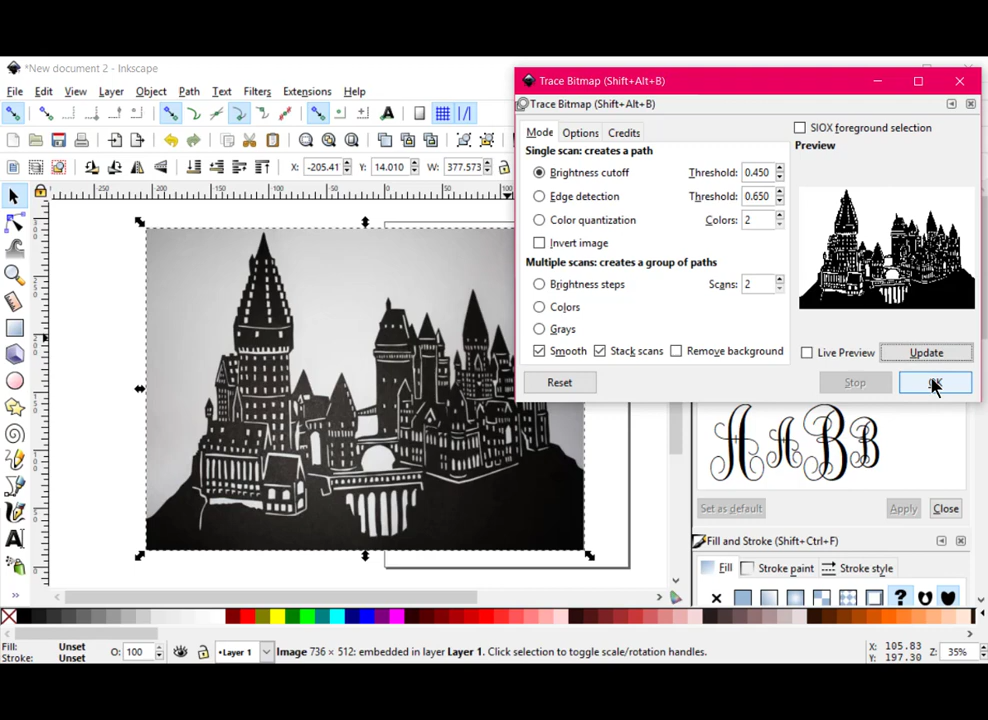 *New document 2 - Inkscape
File Edit View Layer Object Path Text Filters Extensions Help
X: -205.41 Y: 14.010 W: 377.573
Trace Bitmap (Shift+Alt+B)
Trace Bitmap (Shift+Alt+B)
Mode Options Credits
Single scan: creates a path
Brightness cutoff Threshold: 0.450
Edge detection Threshold: 0.650
Color quantization Colors: 2
Invert image
Multiple scans: creates a group of paths
Brightness steps Scans: 2
Colors
Grays
Smooth Stack scans Remove background
Reset
SIOX foreground selection
Preview
Live Preview Update
Stop OK
A A B B
Set as default Apply Close
Fill and Stroke (Shift+Ctrl+F)
Fill Stroke paint Stroke style
Fill: Unset
Stroke: Unset
O: 100
•Layer 1
Image 736 × 512: embedded in layer Layer 1. Click selection to toggle scale/rotation handles.
X: 105.83
Y: 197.30
Z: 35%